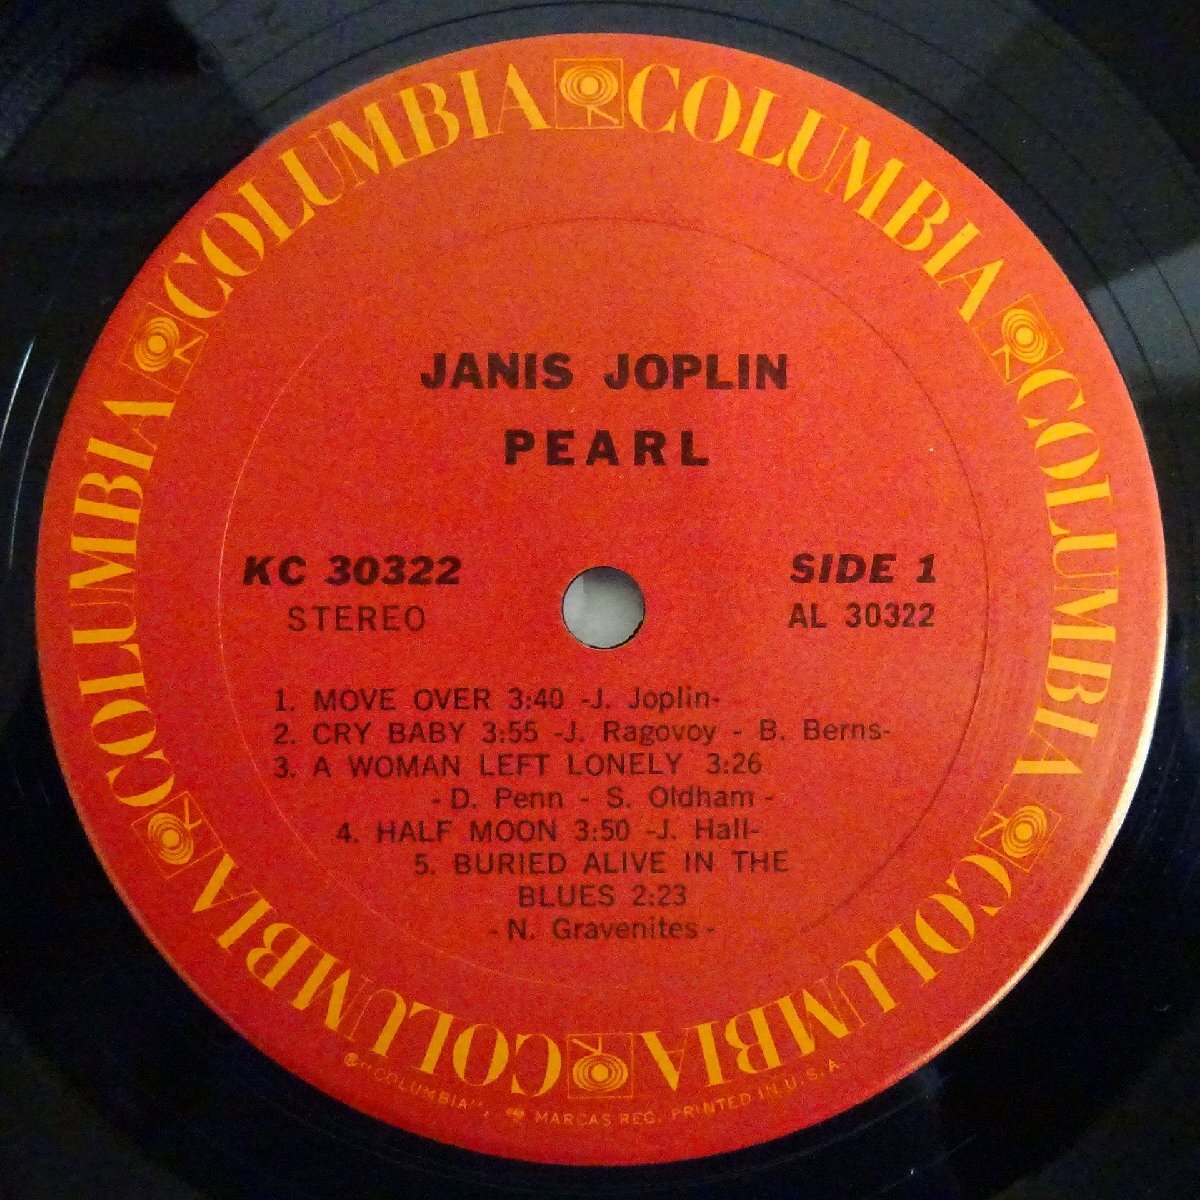 COLUMBIA COLUMBIA COLUMBIA COLUMBIA COLUMBIA COLUMBIA
JANIS JOPLIN
PEARL
KC 30322
STEREO
SIDE 1
AL 30322
1. MOVE OVER 3:40 -J. Joplin-
2. CRY BABY 3:55 -J. Ragovoy - B. Berns-
3. A WOMAN LEFT LONELY 3:26
- D. Penn - S. Oldham -
4. HALF MOON 3:50 -J. Hall-
5. BURIED ALIVE IN THE
BLUES 2:23
- N. Gravenites -
® "COLUMBIA", MARCAS REG. PRINTED IN U.S.A.